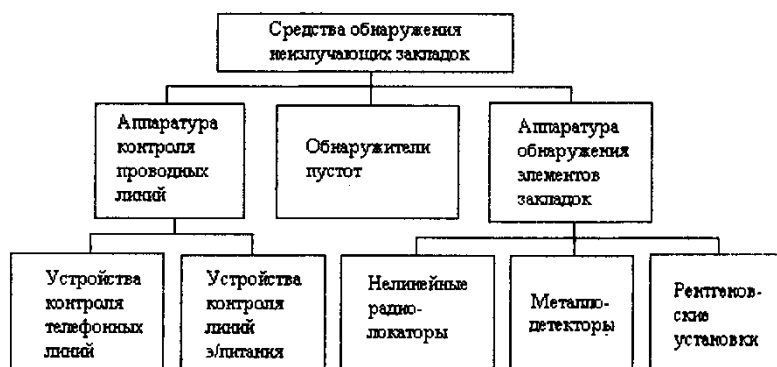 Средства обнаружения
неизлучающих закладок
Аппаратура
контроля
проводных
линий
Обнаружители
пустот
Аппаратура
обнаружения
элементов
закладок
Устройства
контроля
телефонных
линий
Устройства
контроля
линий
э/питания
Нелинейные
радио-
локаторы
Металло-
детекторы
Рентгенов-
ские
установки